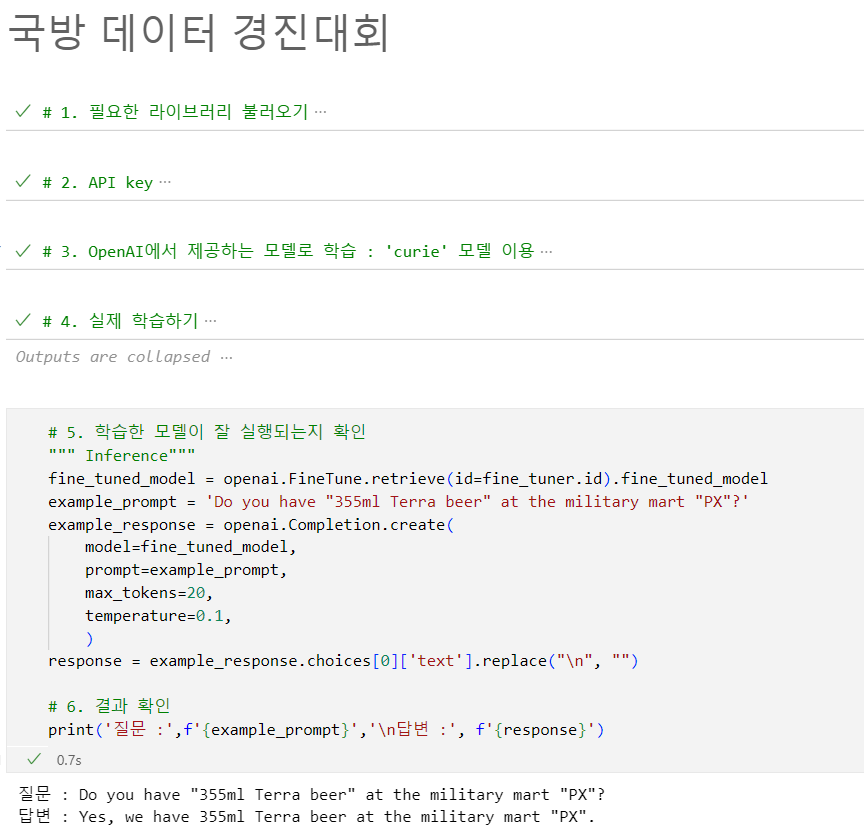 국방 데이터 경진대회
# 1. 필요한 라이브러리 불러오기 ···
# 2. API key ···
# 3. OpenAI에서 제공하는 모델로 학습 : 'curie' 모델 이용 ···
# 4. 실제 학습하기 ···
Outputs are collapsed ···
# 5. 학습한 모델이 잘 실행되는지 확인
""" Inference"""
fine_tuned_model = openai.FineTune.retrieve(id=fine_tuner.id).fine_tuned_model
example_prompt = 'Do you have "355ml Terra beer" at the military mart "PX"?'
example_response = openai.Completion.create(
    model=fine_tuned_model,
    prompt=example_prompt,
    max_tokens=20,
    temperature=0.1,
    )
response = example_response.choices[0]['text'].replace("\n", "")
# 6. 결과 확인
print('질문 :',f'{example_prompt}','\n답변 :', f'{response}')
0.7s
질문 : Do you have "355ml Terra beer" at the military mart "PX"?
답변 : Yes, we have 355ml Terra beer at the military mart "PX".